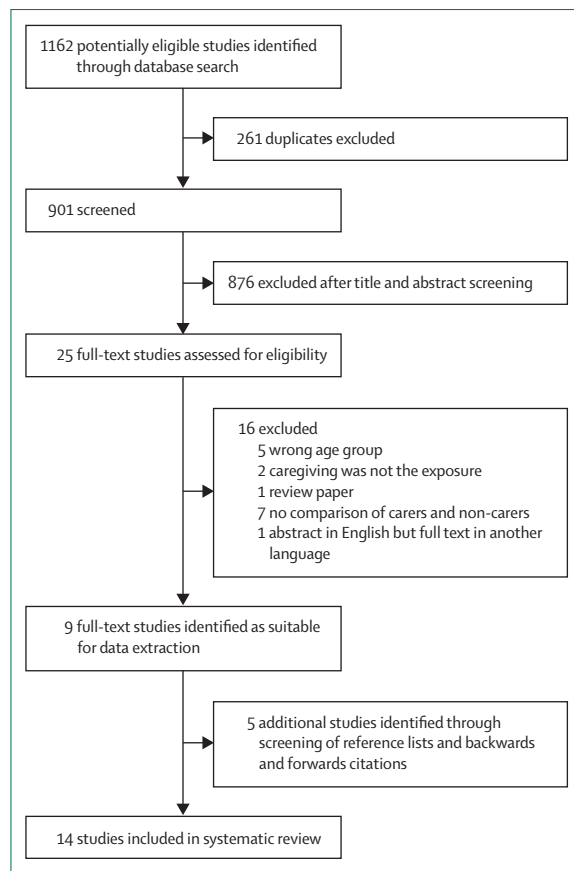 1162 potentially eligible studies identified
through database search
261 duplicates excluded
901 screened
876 excluded after title and abstract screening
25 full-text studies assessed for eligibility
16 excluded
5 wrong age group
2 caregiving was not the exposure
1 review paper
7 no comparison of carers and non-carers
1 abstract in English but full text in another
language
9 full-text studies identified as suitable
for data extraction
5 additional studies identified through
screening of reference lists and backwards
and forwards citations
14 studies included in systematic review